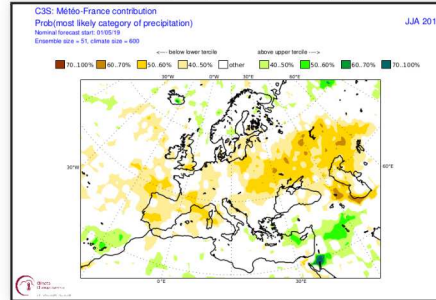 C3S: Météo-France contribution
Prob(most likely category of precipitation)
Nominal forecast start: 01/05/19
JJA 201
Ensemble size = 51, climate size = 600
<---- below lower tercile
above upper tercile ---->
70..100% 60..70% 50..60% 40..50% other 40..50% 50..60% 60..70% 70..100%
30°W 0°W 30°E 60°E
30°W
60°E
0°E
30°E